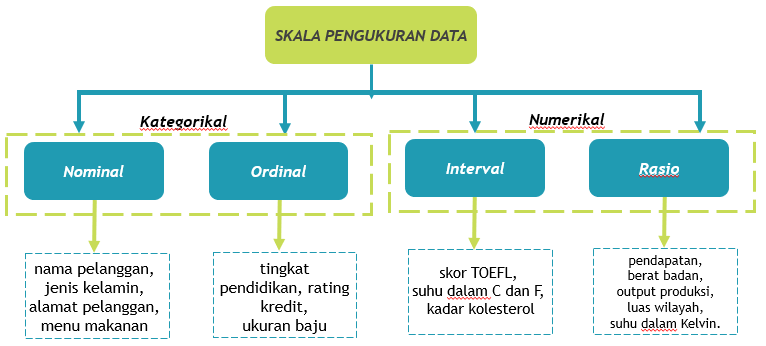 SKALA PENGUKURAN DATA
Kategorikal
Numerikal
Nominal
Ordinal
Interval
Rasio
nama pelanggan,
jenis kelamin,
alamat pelanggan,
menu makanan
tingkat
pendidikan, rating
kredit,
ukuran baju
skor TOEFL,
suhu dalam C dan F,
kadar kolesterol
pendapatan,
berat badan,
output produksi,
luas wilayah,
suhu dalam Kelvin.